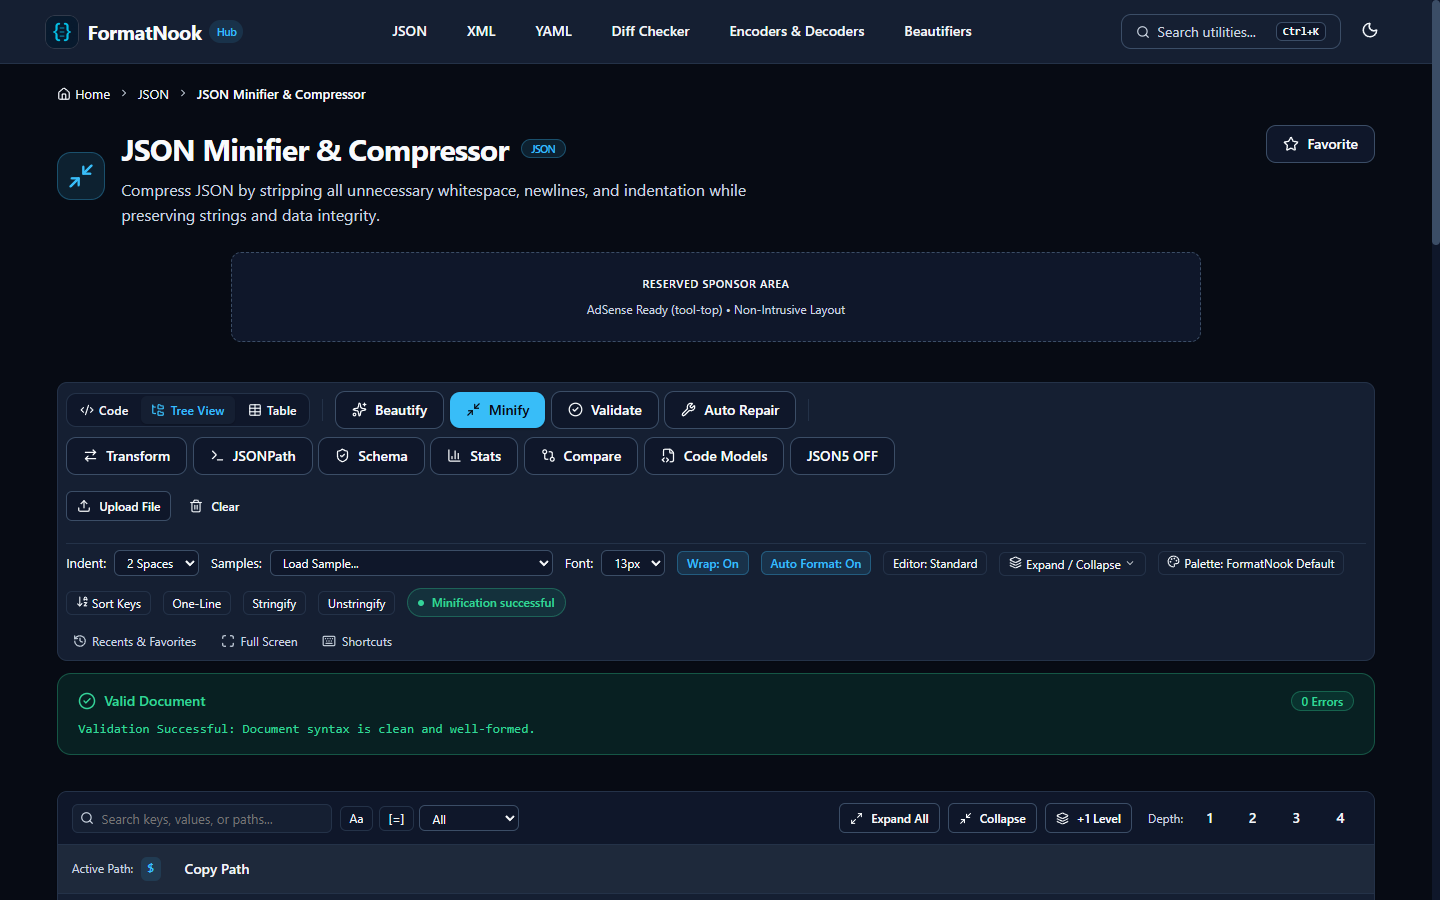 FormatNook Hub JSON XML YAML Diff Checker Encoders & Decoders Beautifiers Search utilities... Ctrl+K
Home JSON JSON Minifier & Compressor
JSON Minifier & Compressor JSON
Favorite
Compress JSON by stripping all unnecessary whitespace, newlines, and indentation while
preserving strings and data integrity.
RESERVED SPONSOR AREA
AdSense Ready (tool-top) • Non-Intrusive Layout
Code Tree View Table Beautify Minify Validate Auto Repair
Transform JSONPath Schema Stats Compare Code Models JSON5 OFF
Upload File Clear
Indent: 2 Spaces Samples: Load Sample... Font: 13px Wrap: On Auto Format: On Editor: Standard Expand / Collapse Palette: FormatNook Default
Sort Keys One-Line Stringify Unstringify Minification successful
Recents & Favorites Full Screen Shortcuts
Valid Document 0 Errors
Validation Successful: Document syntax is clean and well-formed.
Search keys, values, or paths... Aa [=] All Expand All Collapse +1 Level Depth: 1 2 3 4
Active Path: $ Copy Path